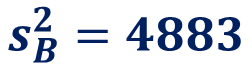 $s_B^2 = 4883$